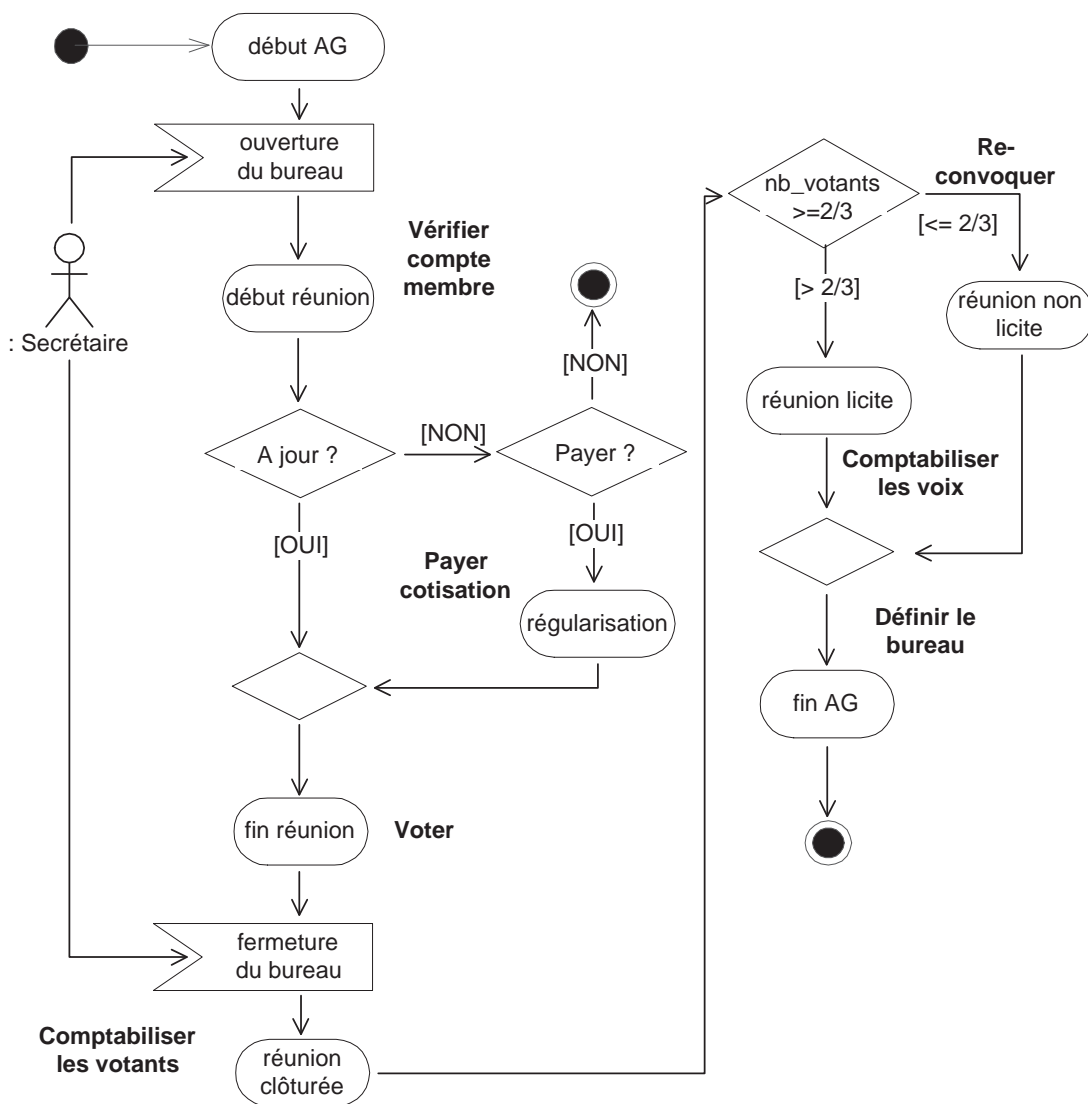 début AG
ouverture
du bureau
Vérifier
compte
membre
début réunion
: Secrétaire
[NON]
A jour ?
[NON]
Payer ?
[OUI]
[OUI]
Payer
cotisation
régularisation
fin réunion
Voter
fermeture
du bureau
Comptabiliser
les votants
réunion
clôturée
nb_votants
>=2/3
Re-
convoquer
[<= 2/3]
[> 2/3]
réunion non
licite
réunion licite
Comptabiliser
les voix
Définir le
bureau
fin AG